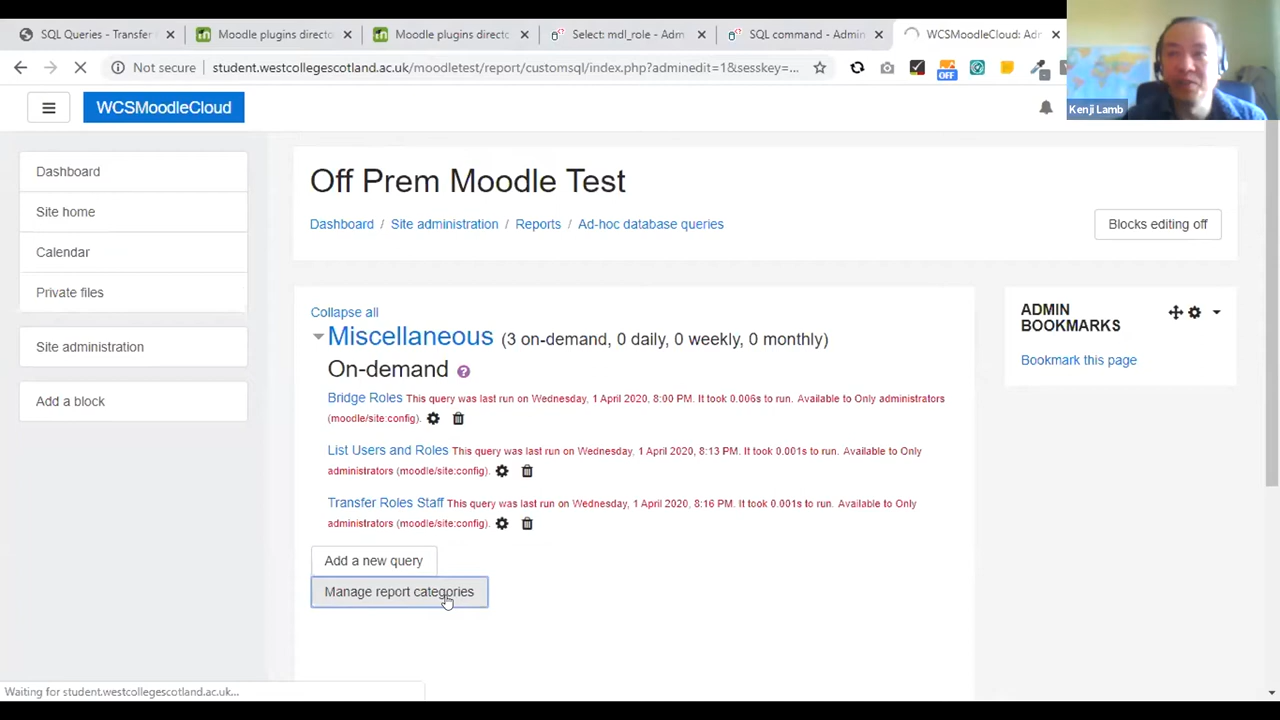 SQL Queries - Transfer
Moodle plugins direc
Moodle plugins direc
Select: mdl_role - Adm
SQL command - Admin
WCSMoodleCloud: Ad
Not secure
student.westcollegescotland.ac.uk/moodletest/report/customsql/index.php?adminedit=1&sesskey=...
OFF
WCSMoodleCloud
Kenji Lamb
Dashboard
Site home
Calendar
Private files
Site administration
Add a block
Off Prem Moodle Test
Dashboard / Site administration / Reports / Ad-hoc database queries
Blocks editing off
Collapse all
Miscellaneous (3 on-demand, 0 daily, 0 weekly, 0 monthly)
On-demand ?
Bridge Roles This query was last run on Wednesday, 1 April 2020, 8:00 PM. It took 0.006s to run. Available to Only administrators
(moodle/site:config).
List Users and Roles This query was last run on Wednesday, 1 April 2020, 8:13 PM. It took 0.001s to run. Available to Only
administrators (moodle/site:config).
Transfer Roles Staff This query was last run on Wednesday, 1 April 2020, 8:16 PM. It took 0.001s to run. Available to Only
administrators (moodle/site:config).
Add a new query
Manage report categories
ADMIN
BOOKMARKS
Bookmark this page
Waiting for student.westcollegescotland.ac.uk...